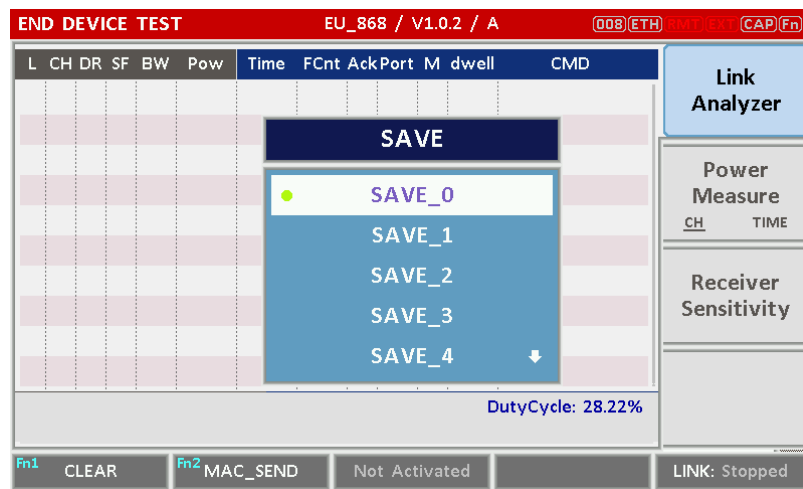 END DEVICE TEST EU_868 / V1.0.2 / A 008 ETH RMT EXT CAP Fn
L CH DR SF BW Pow Time FCnt Ack Port M dwell CMD
Link
Analyzer
SAVE
Power
Measure
CH TIME
SAVE_0
SAVE_1
SAVE_2
SAVE_3
SAVE_4
Receiver
Sensitivity
DutyCycle: 28.22%
Fn1 CLEAR Fn2 MAC_SEND Not Activated LINK: Stopped